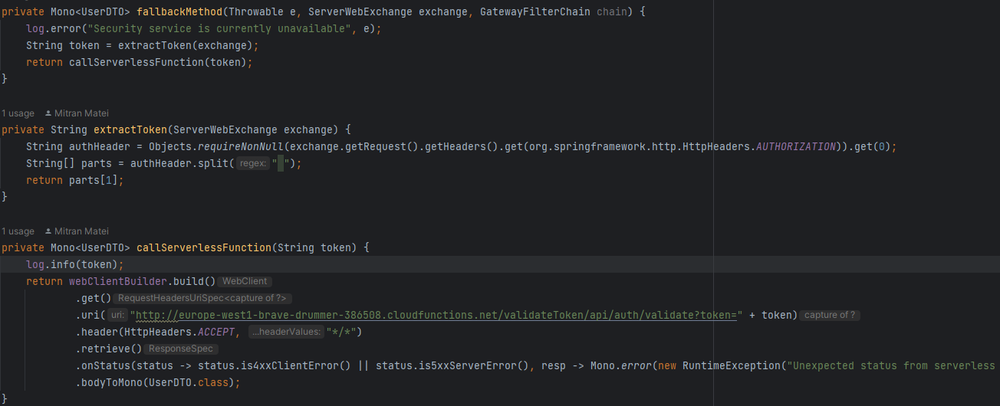 private Mono<UserDTO> fallbackMethod(Throwable e, ServerWebExchange exchange, GatewayFilterChain chain) {
log.error("Security service is currently unavailable", e);
String token = extractToken(exchange);
return callServerlessFunction(token);
}
1 usage Mitran Matei
private String extractToken(ServerWebExchange exchange) {
String authHeader = Objects.requireNonNull(exchange.getRequest().getHeaders().get(org.springframework.http.HttpHeaders.AUTHORIZATION)).get(0);
String[] parts = authHeader.split( regex: " ");
return parts[1];
}
1 usage Mitran Matei
private Mono<UserDTO> callServerlessFunction(String token) {
log.info(token);
return webClientBuilder.build() WebClient
.get() RequestHeadersUriSpec<capture of ?>
.uri( uri: "http://europe-west1-brave-drummer-386508.cloudfunctions.net/validateToken/api/auth/validate?token=" + token) capture of ?
.header(HttpHeaders.ACCEPT, ...headerValues: "*/*")
.retrieve() ResponseSpec
.onStatus(status -> status.is4xxClientError() || status.is5xxServerError(), resp -> Mono.error(new RuntimeException("Unexpected status from serverless
.bodyToMono(UserDTO.class);
}